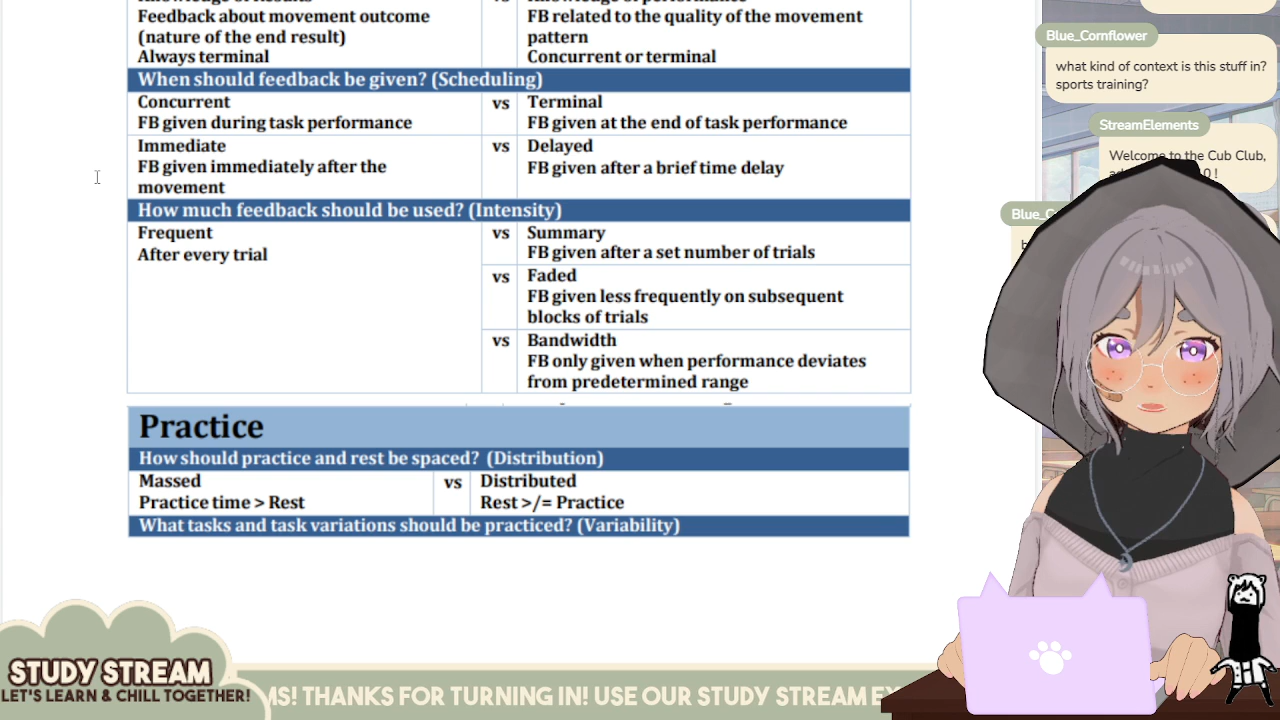 Feedback about movement outcome
(nature of the end result)
Always terminal
FB related to the quality of the movement
pattern
Concurrent or terminal
When should feedback be given? (Scheduling)
Concurrent
FB given during task performance
vs
Terminal
FB given at the end of task performance
Immediate
FB given immediately after the
movement
vs
Delayed
FB given after a brief time delay
How much feedback should be used? (Intensity)
Frequent
After every trial
vs
Summary
FB given after a set number of trials
vs
Faded
FB given less frequently on subsequent
blocks of trials
vs
Bandwidth
FB only given when performance deviates
from predetermined range
Practice
How should practice and rest be spaced? (Distribution)
Massed
Practice time > Rest
vs
Distributed
Rest >/= Practice
What tasks and task variations should be practiced? (Variability)
Blue_Cornflower
what kind of context is this stuff in?
sports training?
StreamElements
Welcome to the Cub Club,
STUDY STREAM
LET'S LEARN & CHILL TOGETHER!
MS! THANKS FOR TURNING IN! USE OUR STUDY STREAM